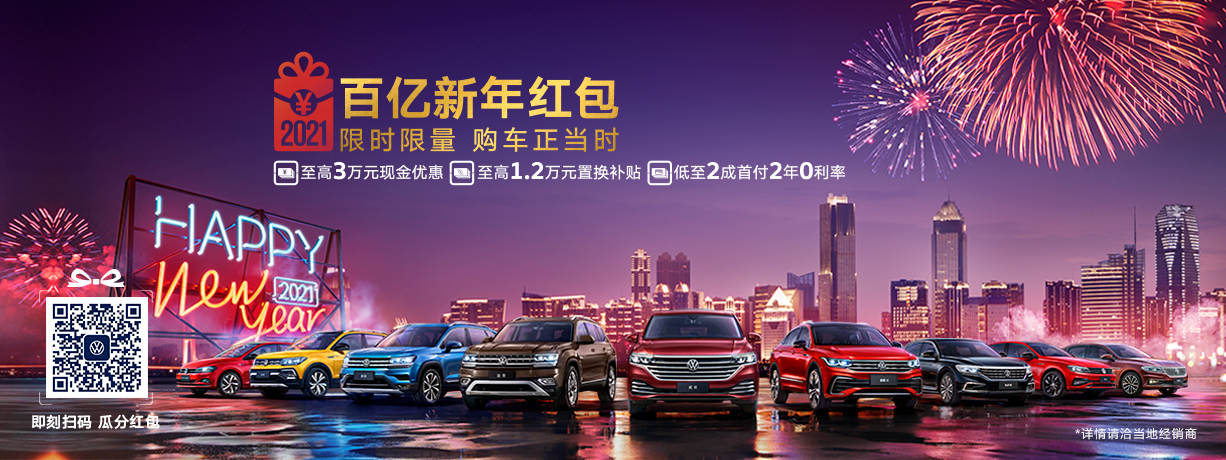 百亿新年红包
¥
2021
限时限量 购车正当时
至高3万元现金优惠 至高1.2万元置换补贴 低至2成首付2年0利率
HAPPY
New
2021
Year
即刻扫码 瓜分红包
*详情请洽当地经销商